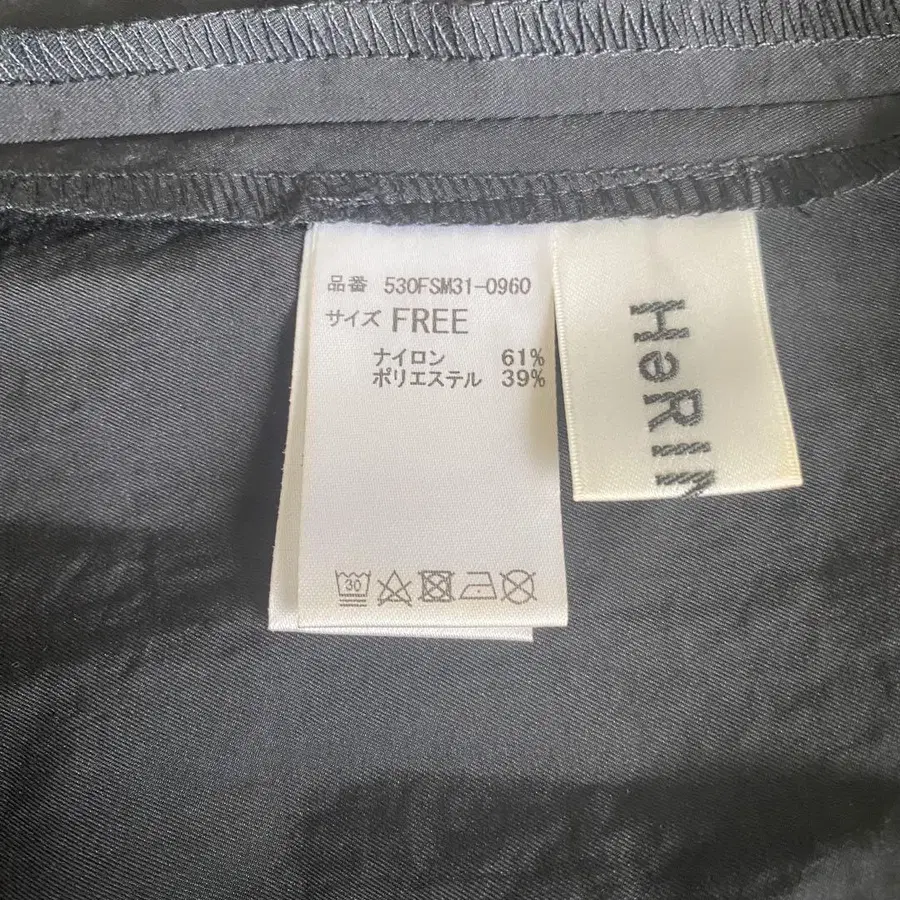 品番 530FSM31-0960
サイズ FREE
ナイロン 61%
ポリエステル 39%
30
HəRIN